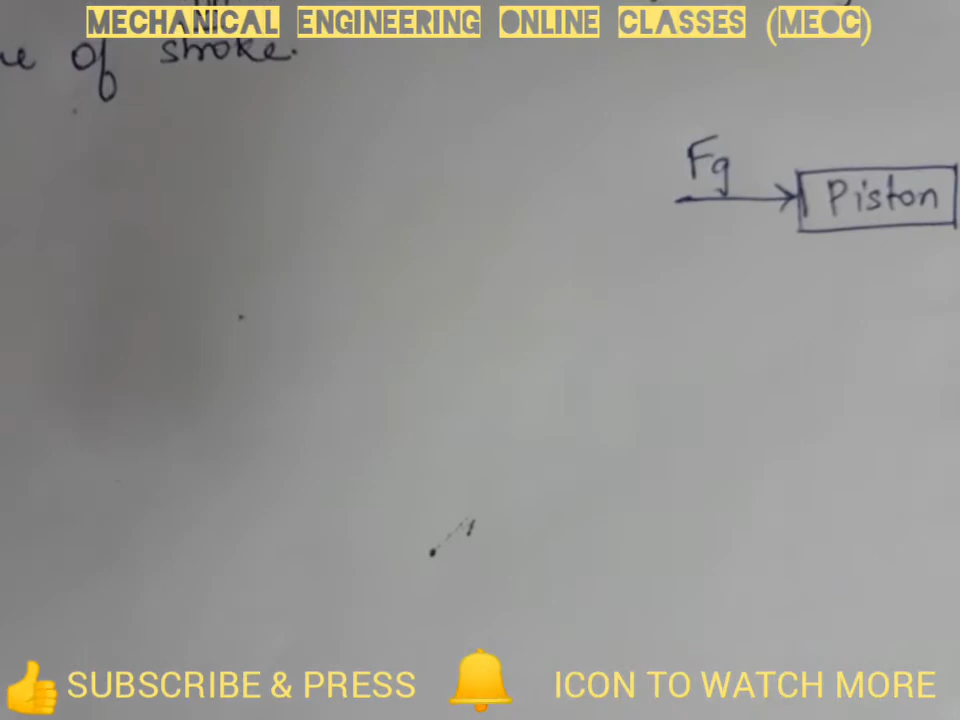 MECHANICAL ENGINEERING ONLINE CLASSES (MEOC)
of stroke.
Fg
Piston
SUBSCRIBE & PRESS ICON TO WATCH MORE